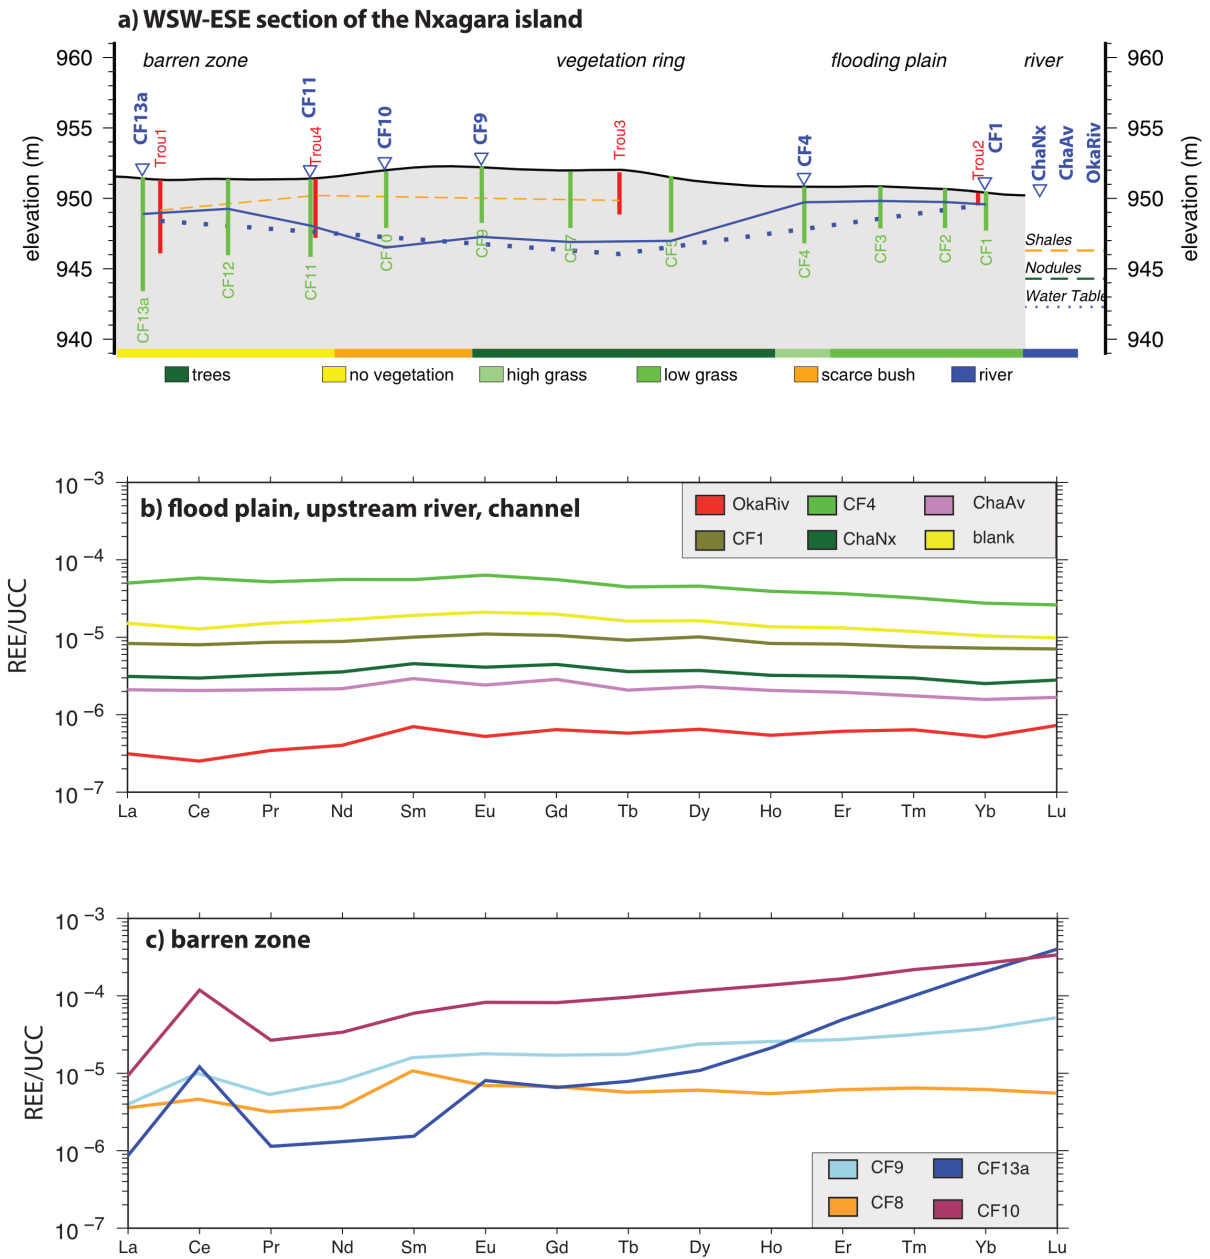 a) WSW-ESE section of the Nxagara island
960 barren zone vegetation ring flooding plain river 960
CF13a Trou1 CF11 Trou4 CF10 CF9 Trou3 CF4 Trou2 CF1 ChaNx ChaAv OkaRiv
955 955
950 950
945 945
940 940
elevation (m)
elevation (m)
CF13a CF12 CF11 CF10 CF9 CF7 CF4 CF3 CF2 CF1
Shales
Nodules
Water Table
trees no vegetation high grass low grass scarce bush river
b) flood plain, upstream river, channel
OkaRiv CF4 ChaAv
CF1 ChaNx blank
REE/UCC
10 −3
10 −4
10 −5
10 −6
10 −7
La Ce Pr Nd Sm Eu Gd Tb Dy Ho Er Tm Yb Lu
c) barren zone
REE/UCC
10 −3
10 −4
10 −5
10 −6
10 −7
CF9 CF13a
CF8 CF10
La Ce Pr Nd Sm Eu Gd Tb Dy Ho Er Tm Yb Lu